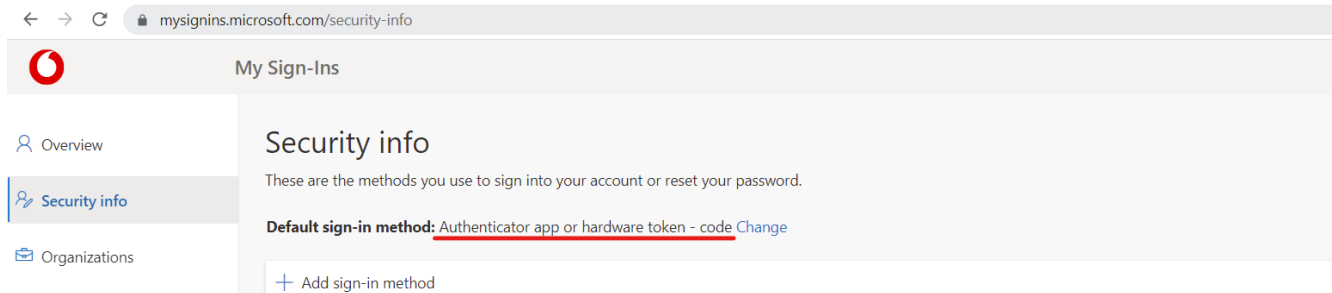 mysignins.microsoft.com/security-info
My Sign-Ins
Overview
Security info
Organizations
Security info
These are the methods you use to sign into your account or reset your password.
Default sign-in method: Authenticator app or hardware token - code Change
Add sign-in method